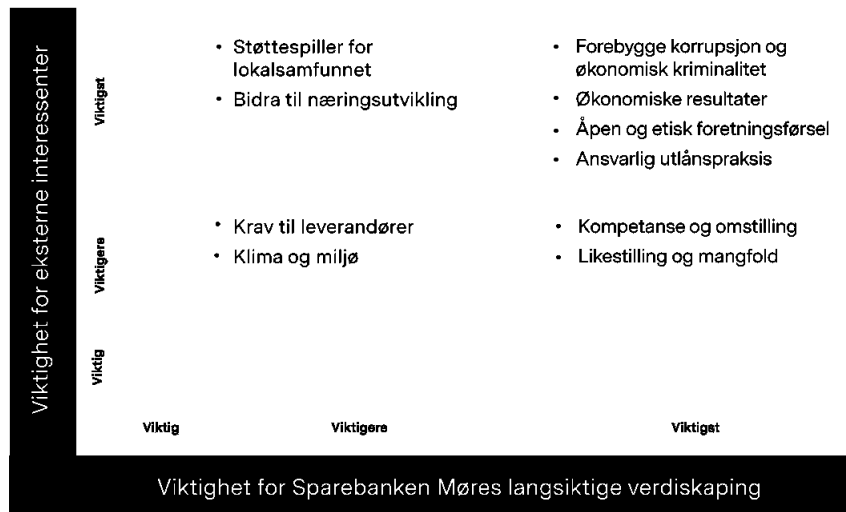 Viktighet for eksterne interessenter
Viktigst
• Støttespiller for
lokalsamfunnet
• Bidra til næringsutvikling
• Forebygge korrupsjon og
økonomisk kriminalitet
• Økonomiske resultater
• Åpen og etisk foretningsførsel
• Ansvarlig utlånspraksis
Viktigere
• Krav til leverandører
• Klima og miljø
• Kompetanse og omstilling
• Likestilling og mangfold
Viktig
Viktig
Viktigere
Viktigst
Viktighet for Sparebanken Møres langsiktige verdiskaping